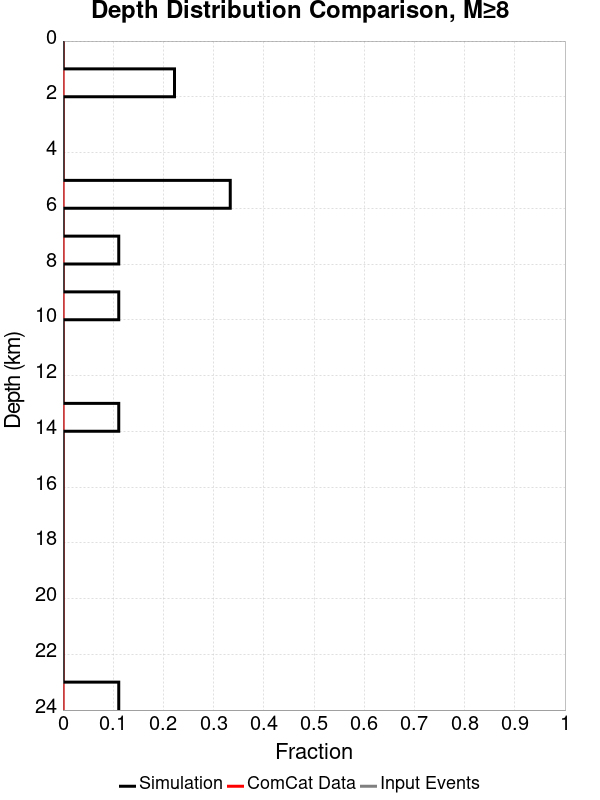 Depth Distribution Comparison, M≥8
0
2
4
6
8
10
12
14
16
18
20
22
24
Depth (km)
0 0.1 0.2 0.3 0.4 0.5 0.6 0.7 0.8 0.9 1
Fraction
Simulation ComCat Data Input Events